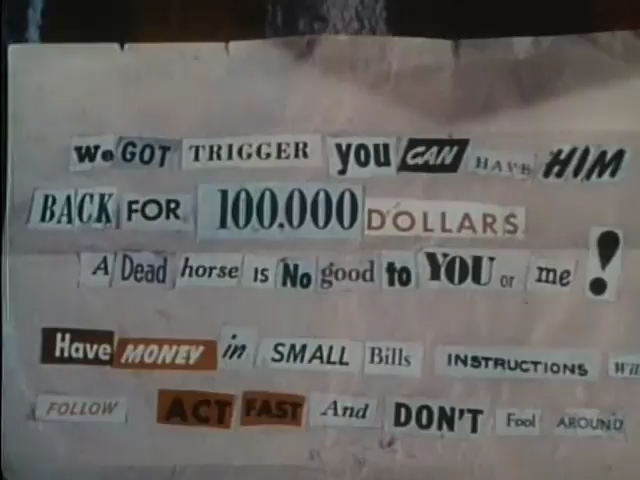 We GOT TRIGGER you CAN HAVE HIM
BACK FOR 100,000 DOLLARS
A Dead horse IS No good to YOU or me !
Have MONEY in SMALL Bills INSTRUCTIONS Will
FOLLOW ACT FAST And DON'T Fool AROUND